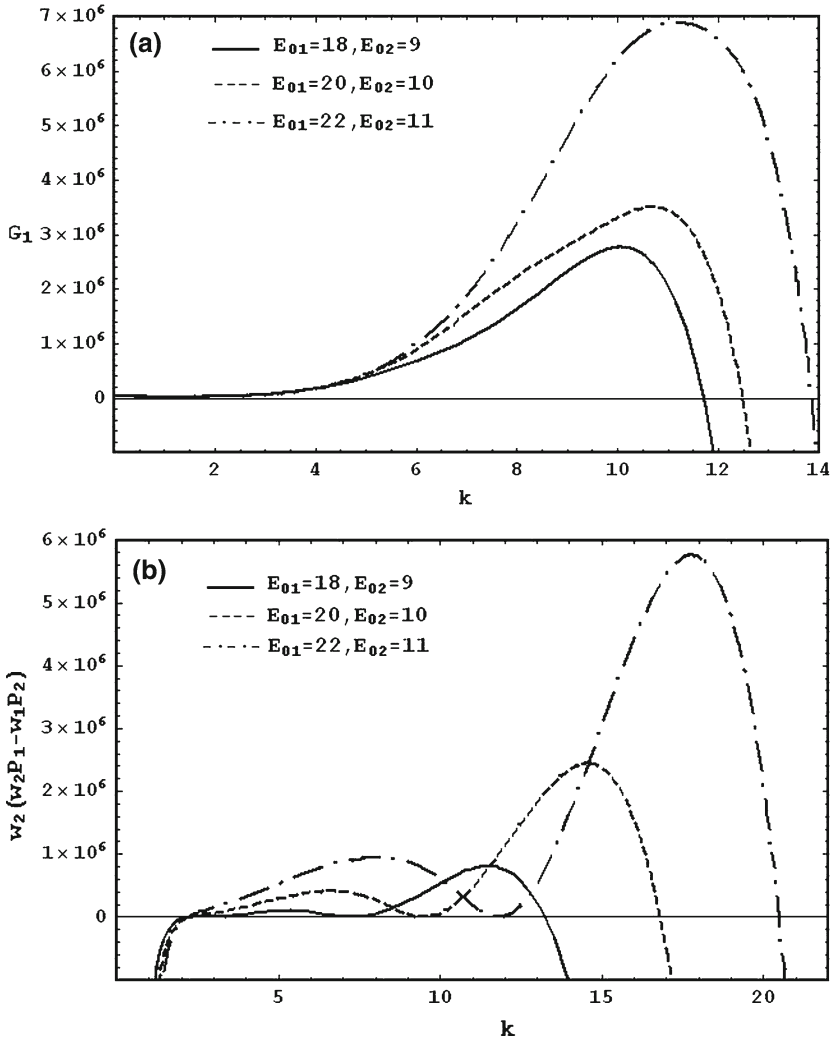 (a)
E₀₁=18,E₀₂=9
E₀₁=20,E₀₂=10
E₀₁=22,E₀₂=11
7×10⁶
6×10⁶
5×10⁶
4×10⁶
G₁ 3×10⁶
2×10⁶
1×10⁶
0
2 4 6 8 10 12 14
k
(b)
E₀₁=18,E₀₂=9
E₀₁=20,E₀₂=10
E₀₁=22,E₀₂=11
6×10⁶
5×10⁶
4×10⁶
3×10⁶
2×10⁶
1×10⁶
0
w₂(w₂P₁-w₁P₂)
5 10 15 20
k